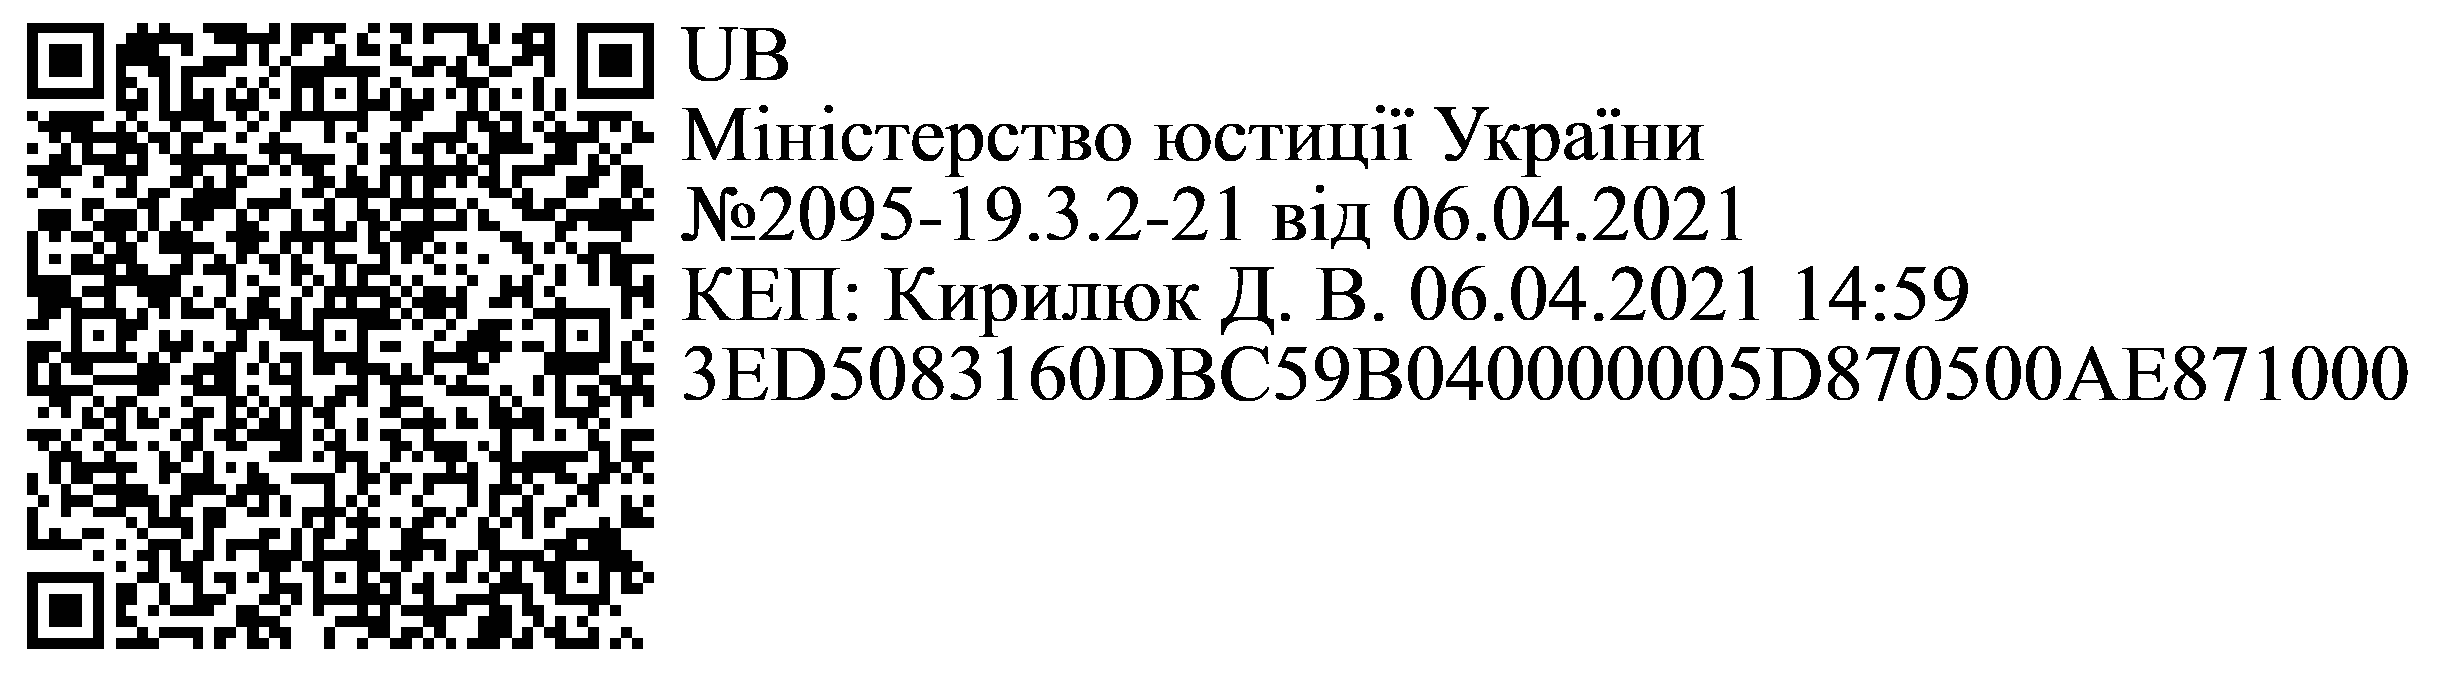 UB
Міністерство юстиції України
№2095-19.3.2-21 від 06.04.2021
КЕП: Кирилюк Д. В. 06.04.2021 14:59
3ED5083160DBC59B040000005D870500AE871000